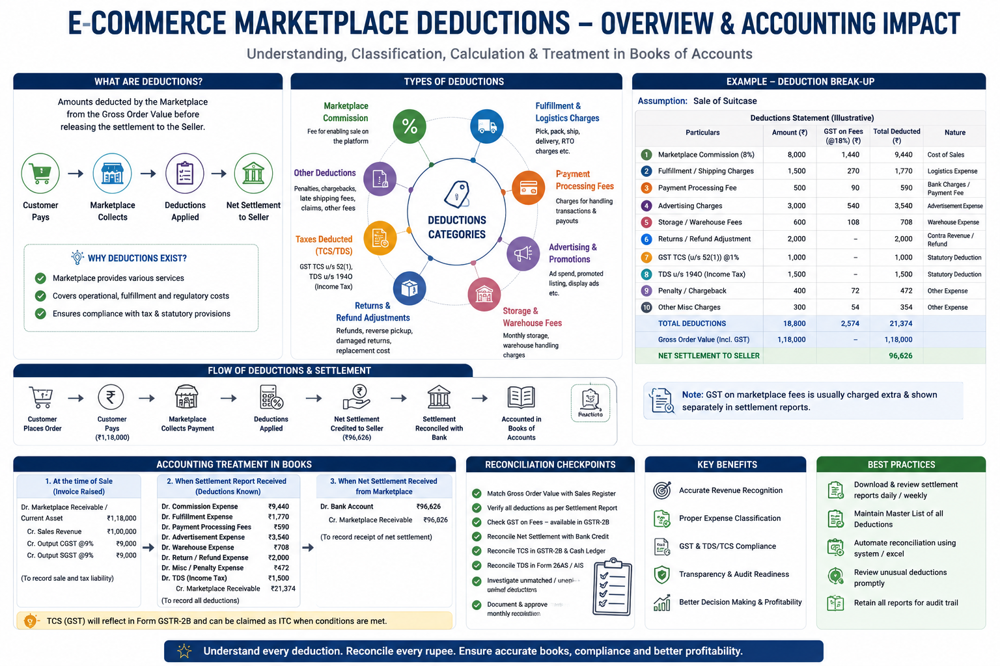 E-COMMERCE MARKETPLACE DEDUCTIONS – OVERVIEW & ACCOUNTING IMPACT
Understanding, Classification, Calculation & Treatment in Books of Accounts
WHAT ARE DEDUCTIONS?
Amounts deducted by the Marketplace
from the Gross Order Value before
releasing the settlement to the Seller.
Customer
Pays
Marketplace
Collects
Deductions
Applied
Net Settlement
to Seller
WHY DEDUCTIONS EXIST?
Marketplace provides various services
Covers operational, fulfillment and regulatory costs
Ensures compliance with tax & statutory provisions
TYPES OF DEDUCTIONS
Marketplace
Commission
Fee for enabling sale on
the platform
%
Fulfillment &
Logistics Charges
Pick, pack, ship,
delivery, RTO
charges etc.
Other Deductions
Penalties, chargebacks,
late shipping fees,
claims, other fees
Payment
Processing Fees
Charges for handling
transactions &
payouts
DEDUCTIONS
CATEGORIES
Taxes Deducted
(TCS/TDS)
GST TCS u/s 52(1),
TDS u/s 194O
(Income Tax)
Advertising &
Promotions
Ad spend, promoted
listing, display ads
etc.
Returns &
Refund Adjustments
Refunds, reverse pickup,
damaged returns,
replacement cost
Storage &
Warehouse Fees
Monthly storage,
warehouse handling
charges
EXAMPLE – DEDUCTION BREAK-UP
Assumption: Sale of Suitcase
Deductions Statement (Illustrative)
Particulars Amount (₹) GST on Fees (@18%) (₹) Total Deducted (₹) Nature
1 Marketplace Commission (8%) 8,000 1,440 9,440 Cost of Sales
2 Fulfillment / Shipping Charges 1,500 270 1,770 Logistics Expense
3 Payment Processing Fee 500 90 590 Bank Charges / Payment Fee
4 Advertising Charges 3,000 540 3,540 Advertisement Expense
5 Storage / Warehouse Fees 600 108 708 Warehouse Expense
6 Returns / Refund Adjustment 2,000 – 2,000 Contra Revenue / Refund
7 GST TCS (u/s 52(1)) @1% 1,000 – 1,000 Statutory Deduction
8 TDS u/s 194O (Income Tax) 1,500 – 1,500 Statutory Deduction
9 Penalty / Chargeback 400 72 472 Other Expense
10 Other Misc Charges 300 54 354 Other Expense
TOTAL DEDUCTIONS 18,800 2,574 21,374
Gross Order Value (Incl. GST) 1,18,000 – 1,18,000
NET SETTLEMENT TO SELLER 96,626
Note: GST on marketplace fees is usually charged extra & shown
separately in settlement reports.
FLOW OF DEDUCTIONS & SETTLEMENT
Customer
Places Order
₹
Customer
Pays
(₹1,18,000)
Marketplace
Collects Payment
%
Deductions
Applied
₹
Net Settlement
Credited to Seller
(₹96,626)
Settlement
Reconciled with
Bank
Accounted in
Books of
Accounts
ACCOUNTING TREATMENT IN BOOKS
1. At the time of Sale
(Invoice Raised)
Dr. Marketplace Receivable /
Current Asset ₹1,18,000
Cr. Sales Revenue ₹1,00,000
Cr. Output CGST @9% ₹9,000
Cr. Output SGST @9% ₹9,000
(To record sale and tax liability)
2. When Settlement Report Received
(Deductions Known)
Dr. Commission Expense ₹9,440
Dr. Fulfillment Expense ₹1,770
Dr. Payment Processing Fees ₹590
Dr. Advertisement Expense ₹3,540
Dr. Warehouse Expense ₹708
Dr. Return / Refund Expense ₹2,000
Dr. Misc / Penalty Expense ₹472
Dr. TDS (Income Tax) ₹1,500
Cr. Marketplace Receivable ₹21,374
(To record all deductions)
3. When Net Settlement Received
from Marketplace
Dr. Bank Account ₹96,626
Cr. Marketplace Receivable ₹96,626
(To record receipt of net settlement)
TCS (GST) will reflect in Form GSTR-2B and can be claimed as ITC when conditions are met.
RECONCILIATION CHECKPOINTS
Match Gross Order Value with Sales Register
Verify all deductions as per Settlement Report
Check GST on Fees – available in GSTR-2B
Reconcile Net Settlement with Bank Credit
Reconcile TCS in GSTR-2B & Cash Ledger
Reconcile TDS in Form 26AS / AIS
Investigate unmatched /
deductions
Document & approve
monthly
KEY BENEFITS
Accurate Revenue Recognition
Proper Expense Classification
GST & TDS/TCS Compliance
Transparency & Audit Readiness
Better Decision Making & Profitability
BEST PRACTICES
Download & review settlement
reports daily / weekly
Maintain Master List of all
Deductions
Automate reconciliation using
system / excel
Review unusual deductions
promptly
Retain all reports for audit trail
Understand every deduction. Reconcile every rupee. Ensure accurate books, compliance and better profitability.